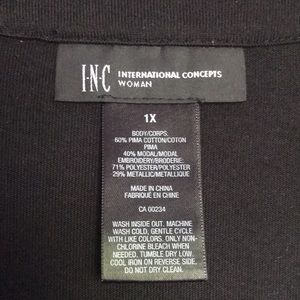 I·N·C INTERNATIONAL CONCEPTS
WOMAN
1X
BODY/CORPS.
60% PIMA COTTON/COTON
PIMA
40% MODAL/MODAL
EMBROIDERY/BRODERIE:
71% POLYESTER/POLYESTER
29% METALLIC/METALLIQUE
MADE IN CHINA
FABRIQUE EN CHINE
CA 00234
WASH INSIDE OUT. MACHINE
WASH COLD, GENTLE CYCLE
WITH LIKE COLORS. ONLY NON-
CHLORINE BLEACH WHEN
NEEDED. TUMBLE DRY LOW.
COOL IRON ON REVERSE SIDE.
DO NOT DRY CLEAN.